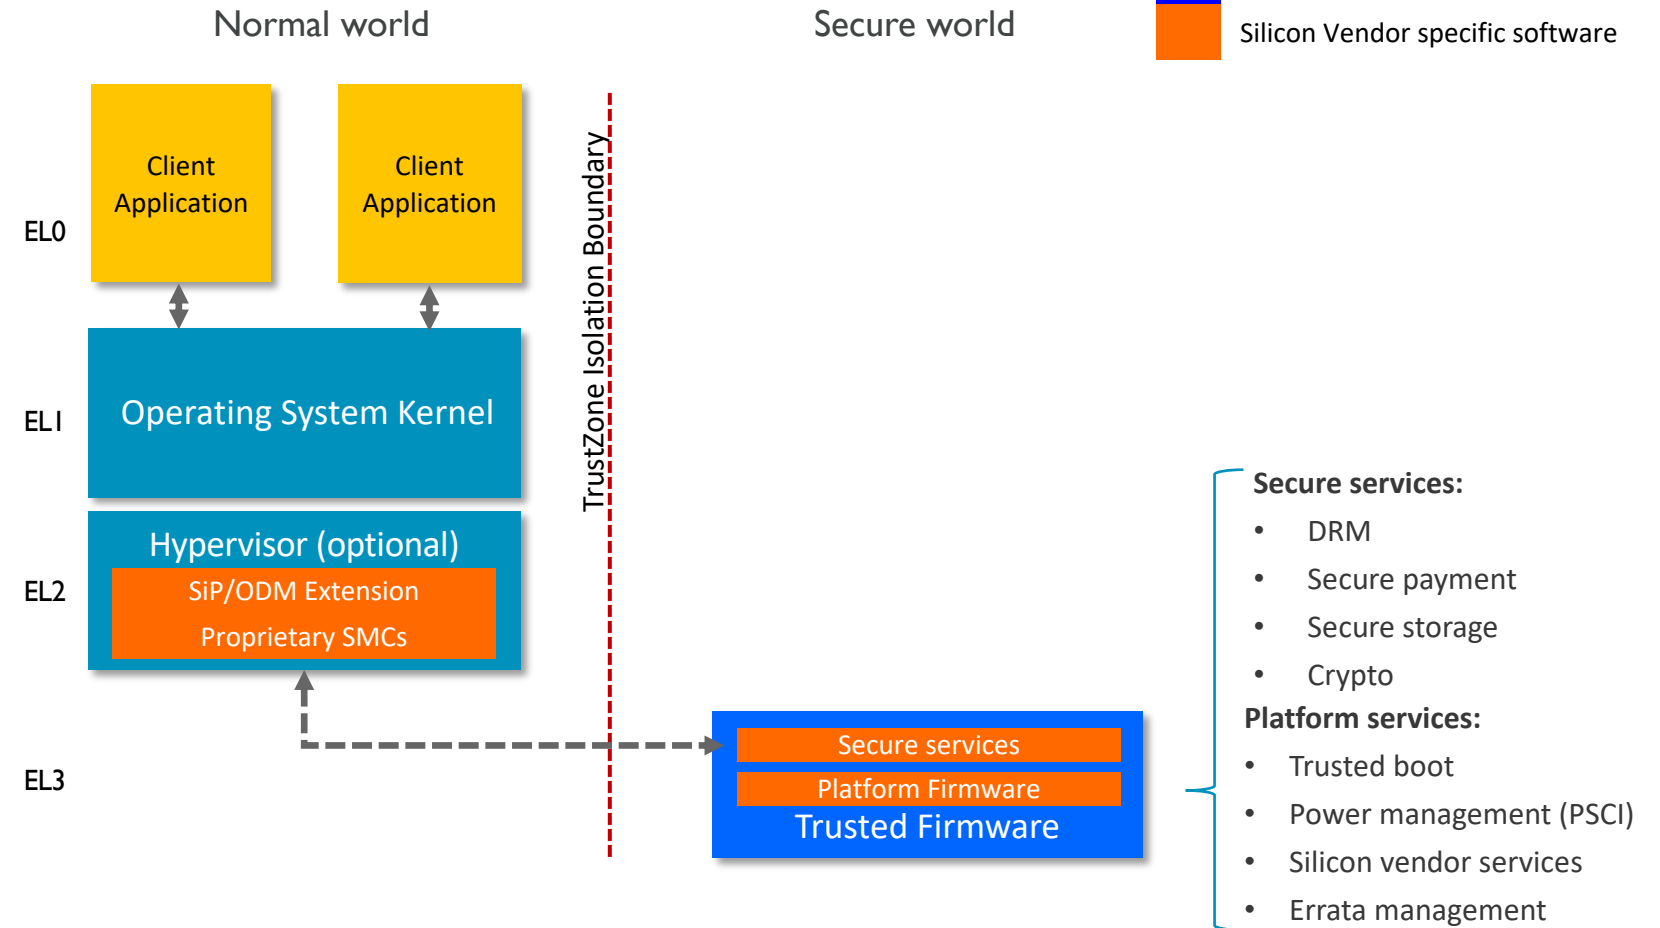 Normal world
Secure world
Silicon Vendor specific software
Client
Application
Client
Application
EL0
TrustZone Isolation Boundary
Operating System Kernel
EL1
Hypervisor (optional)
SiP/ODM Extension
Proprietary SMCs
EL2
Secure services
Platform Firmware
Trusted Firmware
EL3
Secure services:
• DRM
• Secure payment
• Secure storage
• Crypto
Platform services:
• Trusted boot
• Power management (PSCI)
• Silicon vendor services
• Errata management